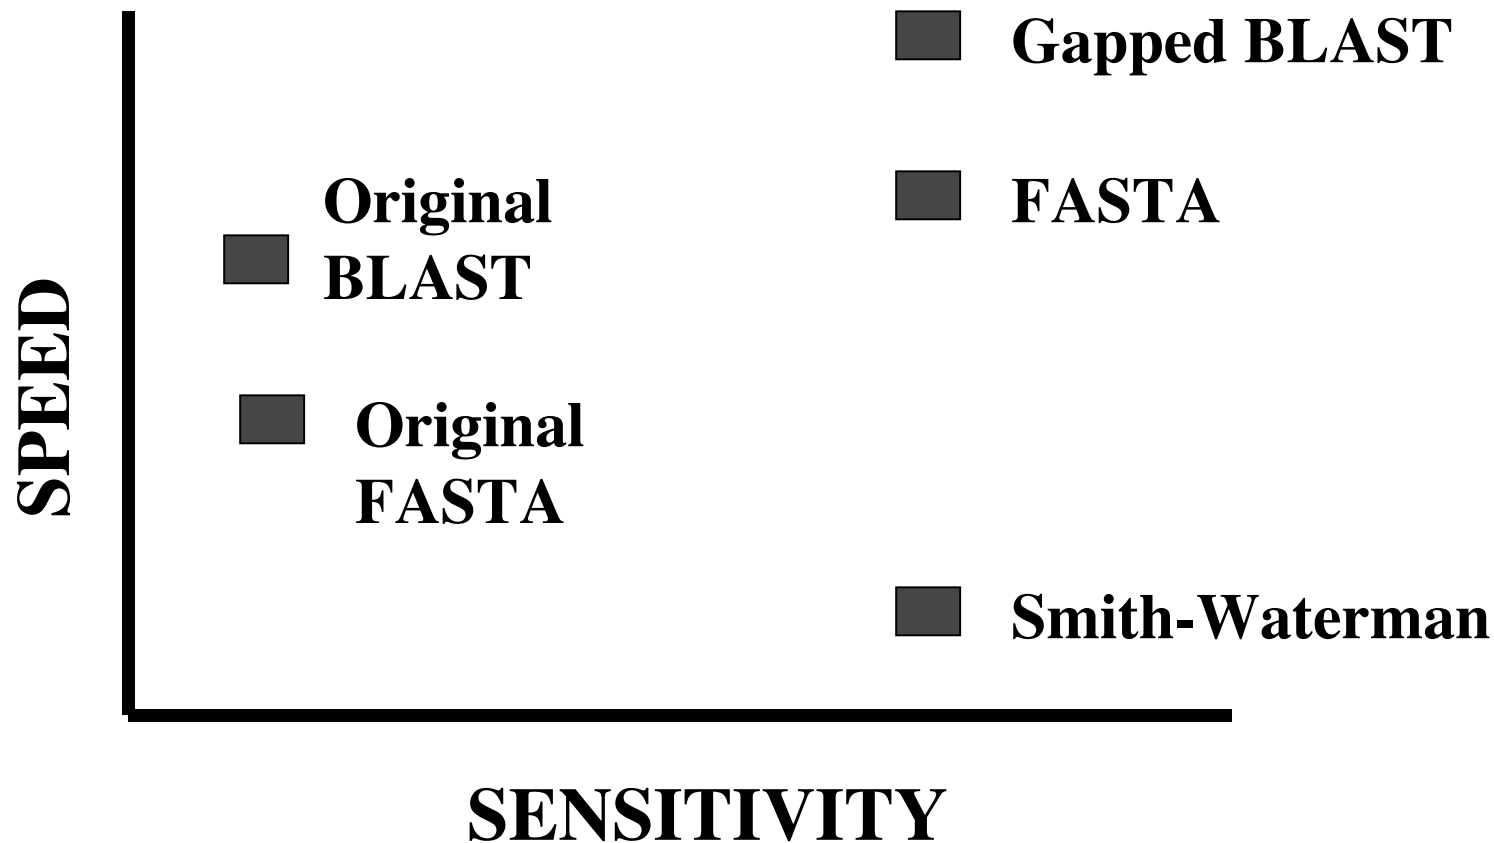 Gapped BLAST
Original
BLAST
FASTA
SPEED
Original
FASTA
Smith-Waterman
SENSITIVITY